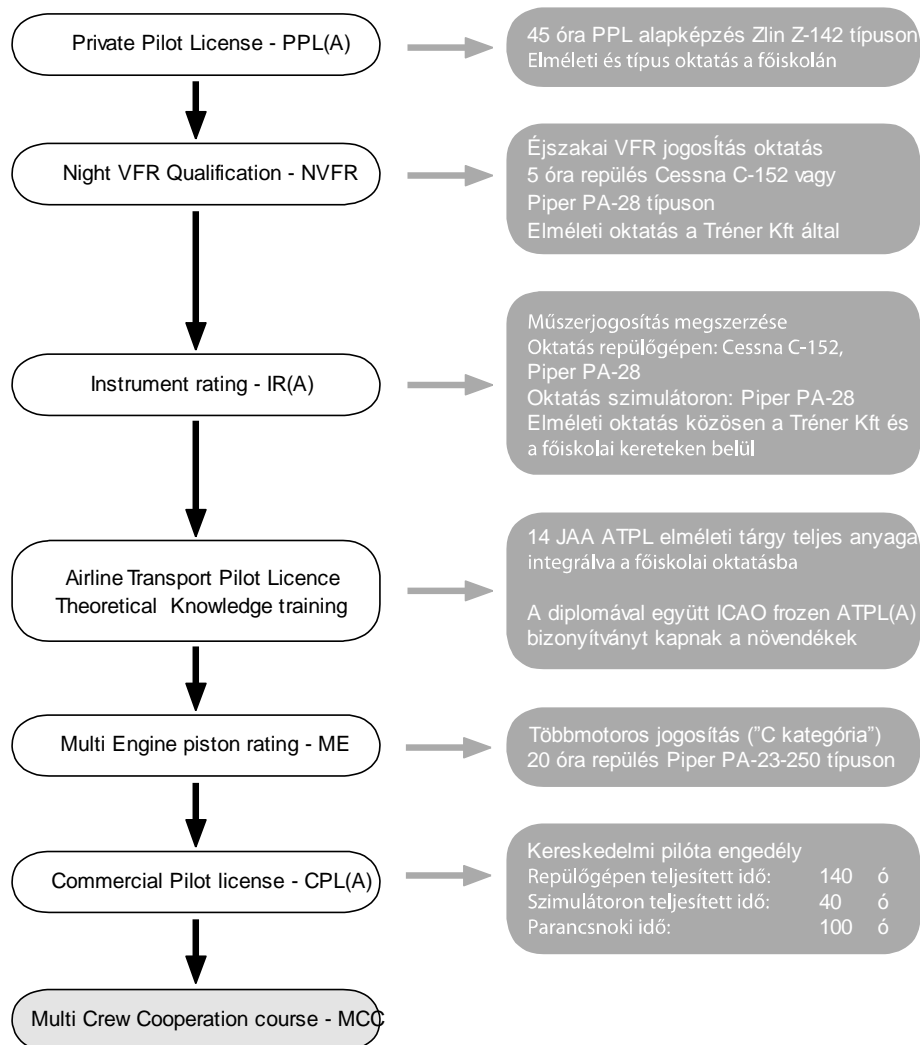 Private Pilot License - PPL(A)
45 óra PPL alapképzés Zlin Z-142 típuson
Elméleti és típus oktatás a főiskolán
Night VFR Qualification - NVFR
Éjszakai VFR jogosÍtás oktatás
5 óra repülés Cessna C-152 vagy
Piper PA-28 típuson
Elméleti oktatás a Tréner Kft által
Instrument rating - IR(A)
Műszerjogosítás megszerzése
Oktatás repülőgépen: Cessna C-152,
Piper PA-28
Oktatás szimulátoron: Piper PA-28
Elméleti oktatás közösen a Tréner Kft és
a főiskolai kereteken belül
Airline Transport Pilot Licence
Theoretical Knowledge training
14 JAA ATPL elméleti tárgy teljes anyaga
integrálva a főiskolai oktatásba
A diplomával együtt ICAO frozen ATPL(A)
bizonyítványt kapnak a növendékek
Multi Engine piston rating - ME
Többmotoros jogosítás ("C kategória")
20 óra repülés Piper PA-23-250 típuson
Commercial Pilot license - CPL(A)
Kereskedelmi pilóta engedély
Repülőgépen teljesített idő: 140 ó
Szimulátoron teljesített idő: 40 ó
Parancsnoki idő: 100 ó
Multi Crew Cooperation course - MCC